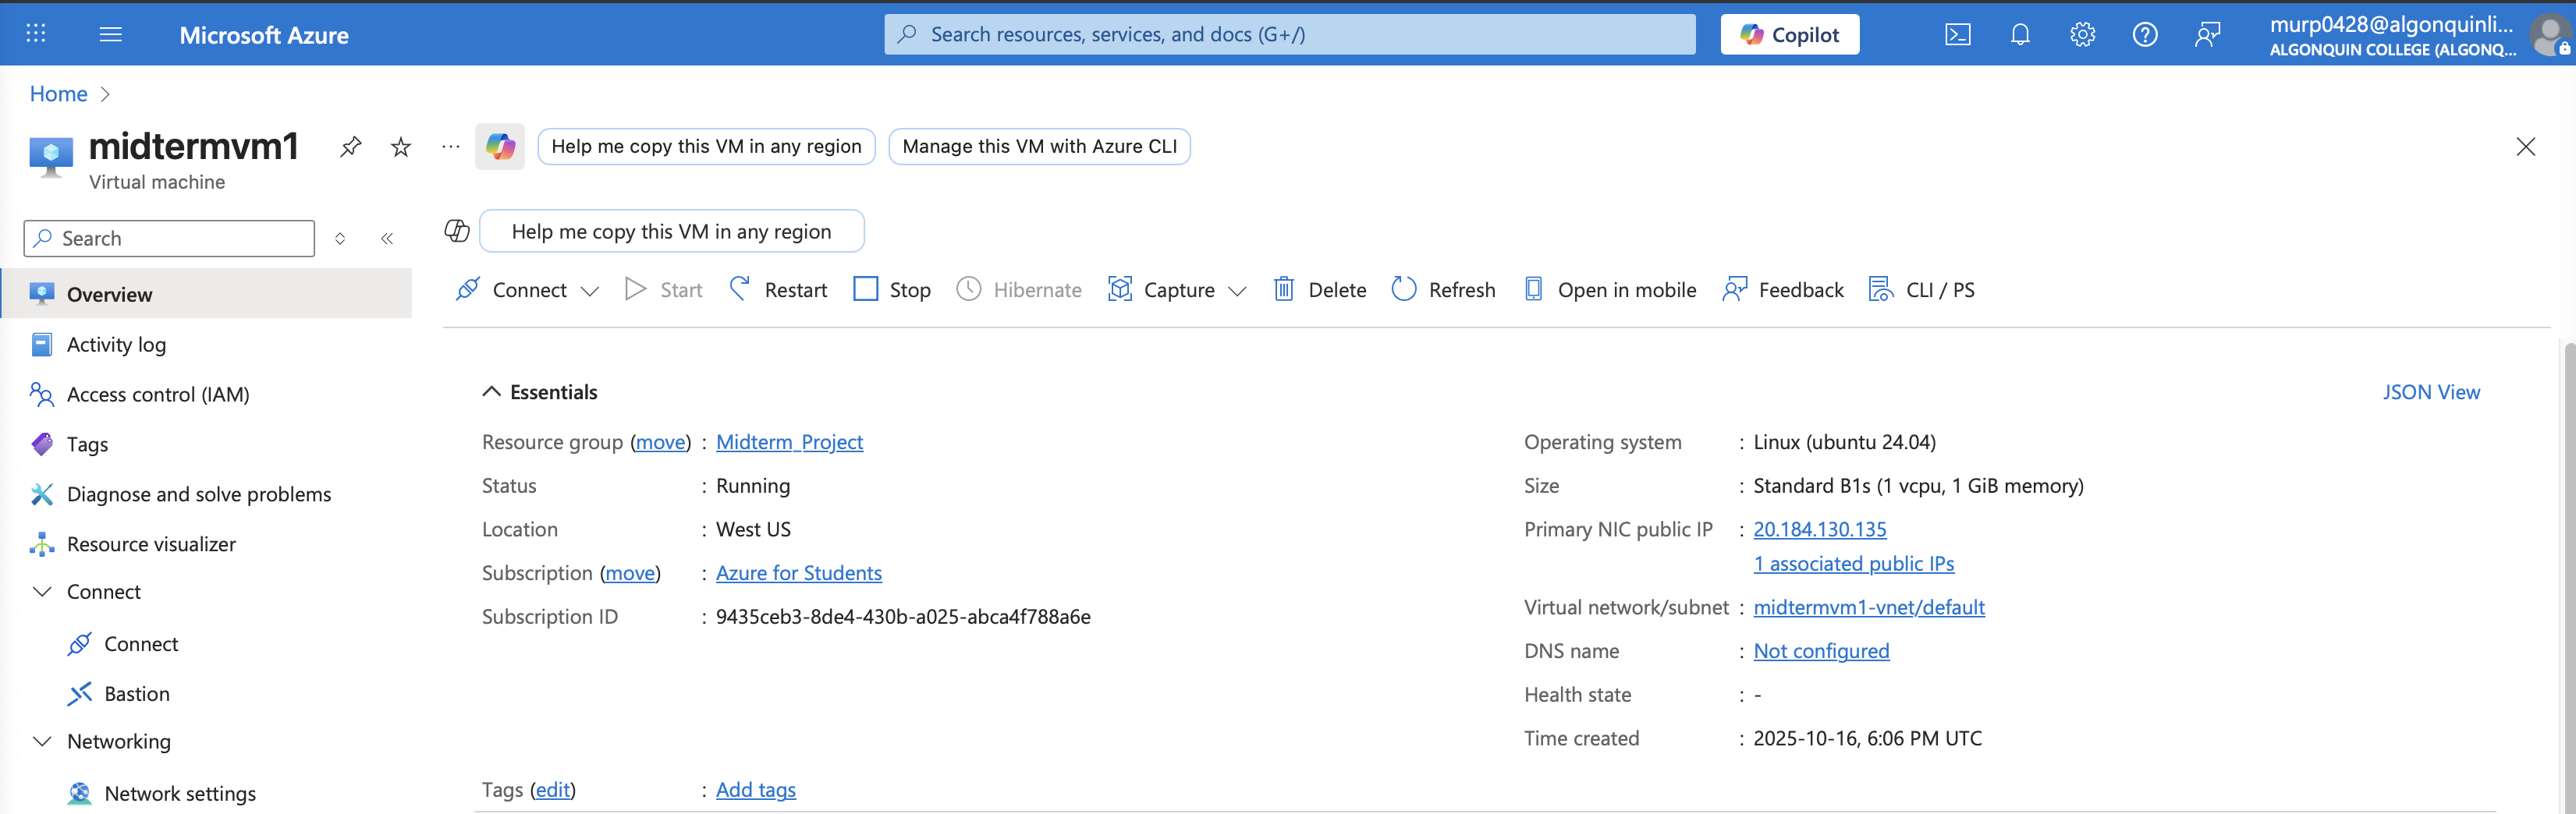 Microsoft Azure
Search resources, services, and docs (G+/)
Copilot
murp0428@algonquinli...
ALGONQUIN COLLEGE (ALGONQ...
Home
midtermvm1
Virtual machine
Help me copy this VM in any region
Manage this VM with Azure CLI
Search
Help me copy this VM in any region
Connect
Start
Restart
Stop
Hibernate
Capture
Delete
Refresh
Open in mobile
Feedback
CLI / PS
Overview
Activity log
Access control (IAM)
Tags
Diagnose and solve problems
Resource visualizer
Connect
Connect
Bastion
Networking
Network settings
Essentials
JSON View
Resource group (move) : Midterm_Project
Status : Running
Location : West US
Subscription (move) : Azure for Students
Subscription ID : 9435ceb3-8de4-430b-a025-abca4f788a6e
Operating system : Linux (ubuntu 24.04)
Size : Standard B1s (1 vcpu, 1 GiB memory)
Primary NIC public IP : 20.184.130.135
1 associated public IPs
Virtual network/subnet : midtermvm1-vnet/default
DNS name : Not configured
Health state : -
Time created : 2025-10-16, 6:06 PM UTC
Tags (edit) : Add tags